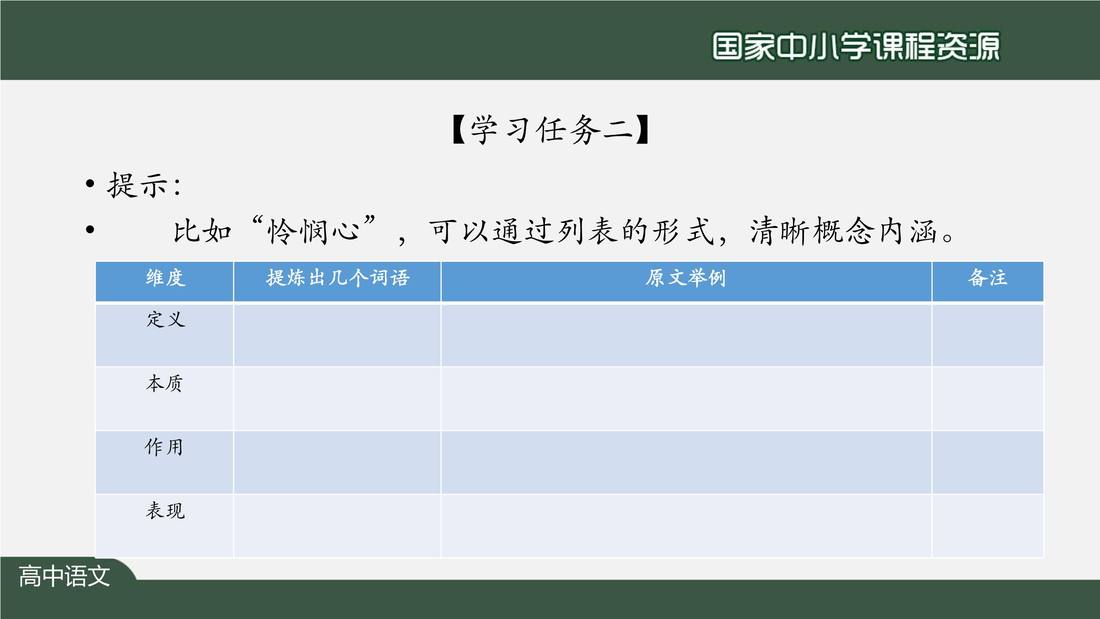 国家中小学课程资源
【学习任务二】
• 提示：
• 比如“怜悯心”，可以通过列表的形式，清晰概念内涵。
维度 提炼出几个词语 原文举例 备注
定义
本质
作用
表现
高中语文